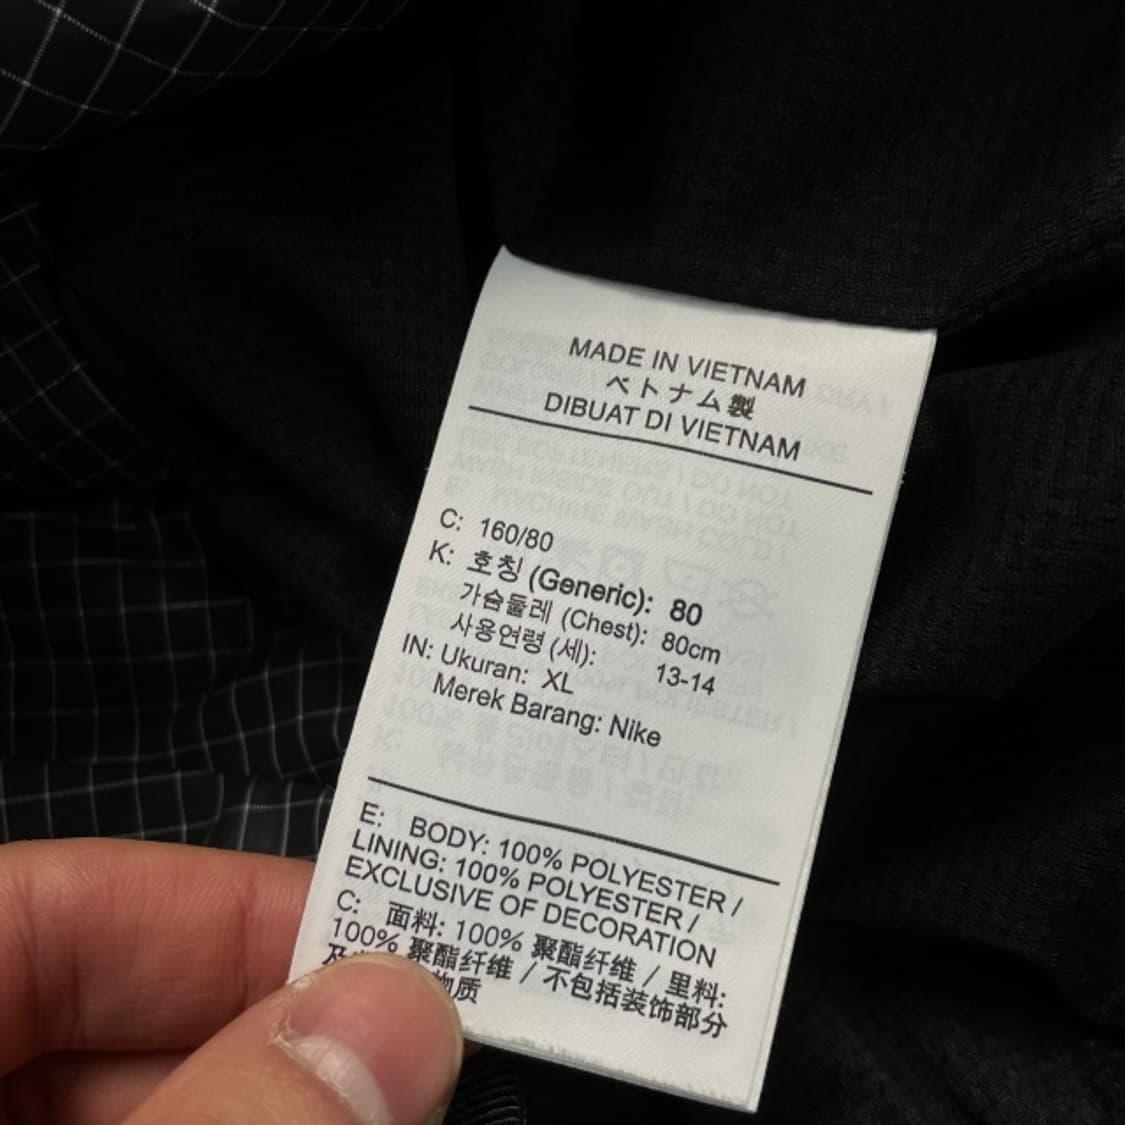 MADE IN VIETNAM
ベトナム製
DIBUAT DI VIETNAM
C: 160/80
K: 호칭 (Generic): 80
가슴둘레 (Chest): 80cm
사용연령 (세): 13-14
IN: Ukuran: XL
Merek Barang: Nike
E: BODY: 100% POLYESTER /
LINING: 100% POLYESTER /
EXCLUSIVE OF DECORATION
C: 面料: 100% 聚酯纤维 / 里料:
100% 聚酯纤维 / 不包括装饰部分
及 物质